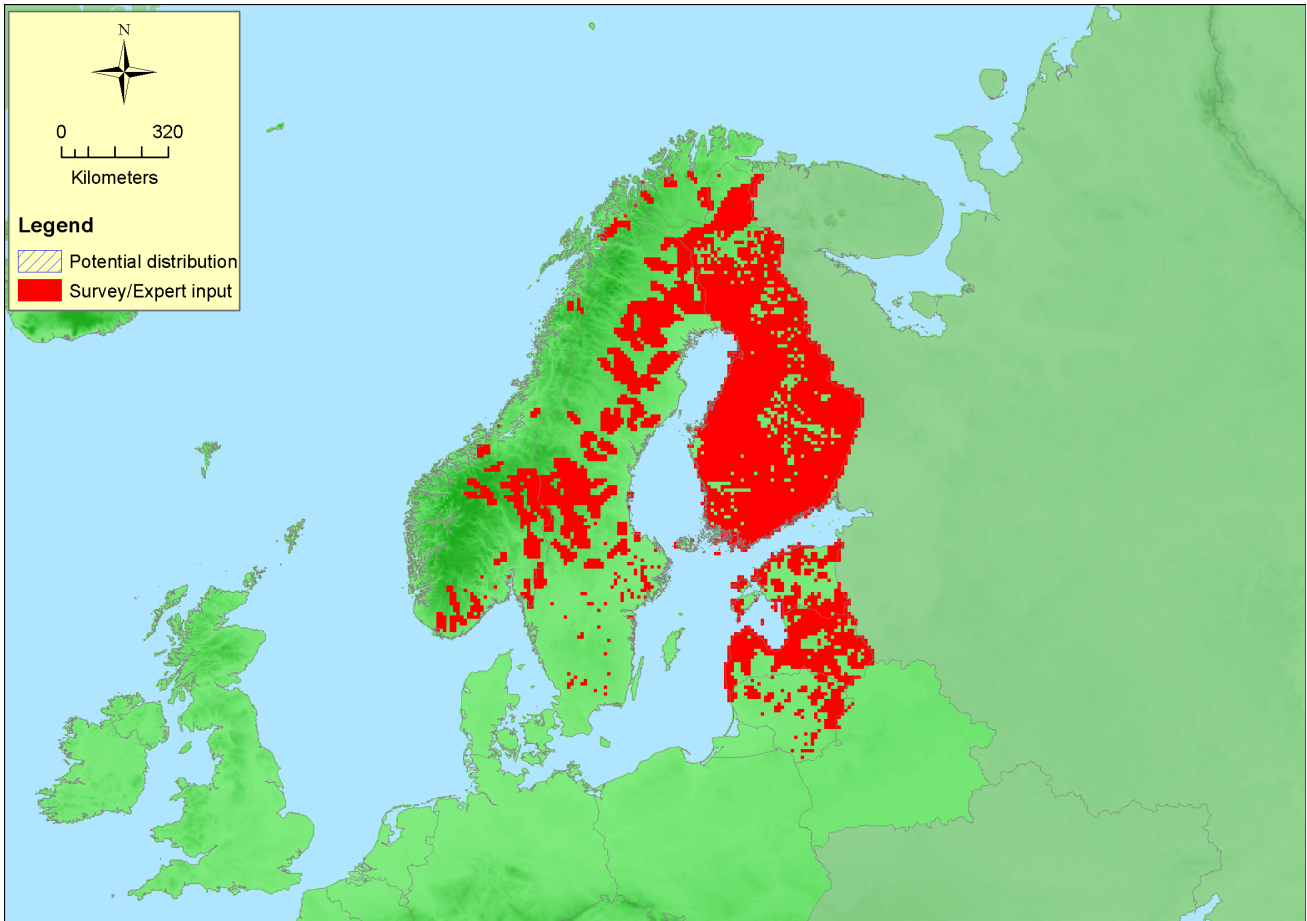 N
0 320
Kilometers
Legend
Potential distribution
Survey/Expert input